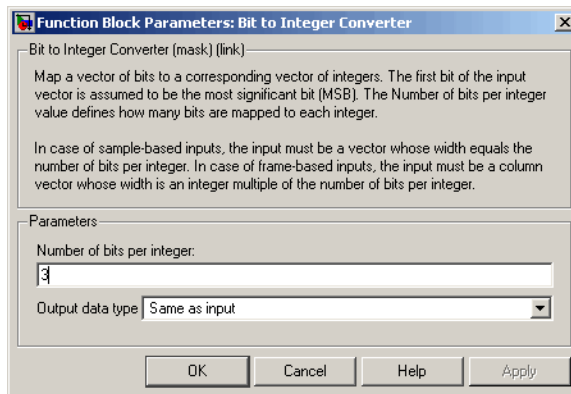 Function Block Parameters: Bit to Integer Converter
Bit to Integer Converter (mask) (link)
Map a vector of bits to a corresponding vector of integers. The first bit of the input
vector is assumed to be the most significant bit (MSB). The Number of bits per integer
value defines how many bits are mapped to each integer.
In case of sample-based inputs, the input must be a vector whose width equals the
number of bits per integer. In case of frame-based inputs, the input must be a column
vector whose width is an integer multiple of the number of bits per integer.
Parameters
Number of bits per integer:
3
Output data type Same as input
OK Cancel Help Apply